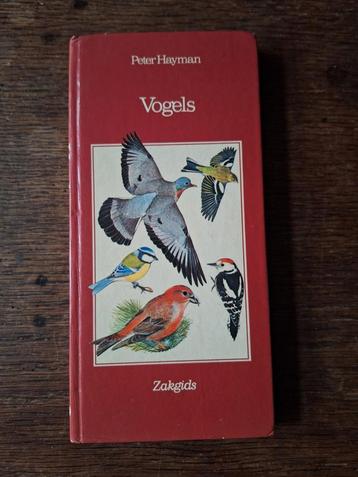 Peter Hayman
Vogels
Zakgids